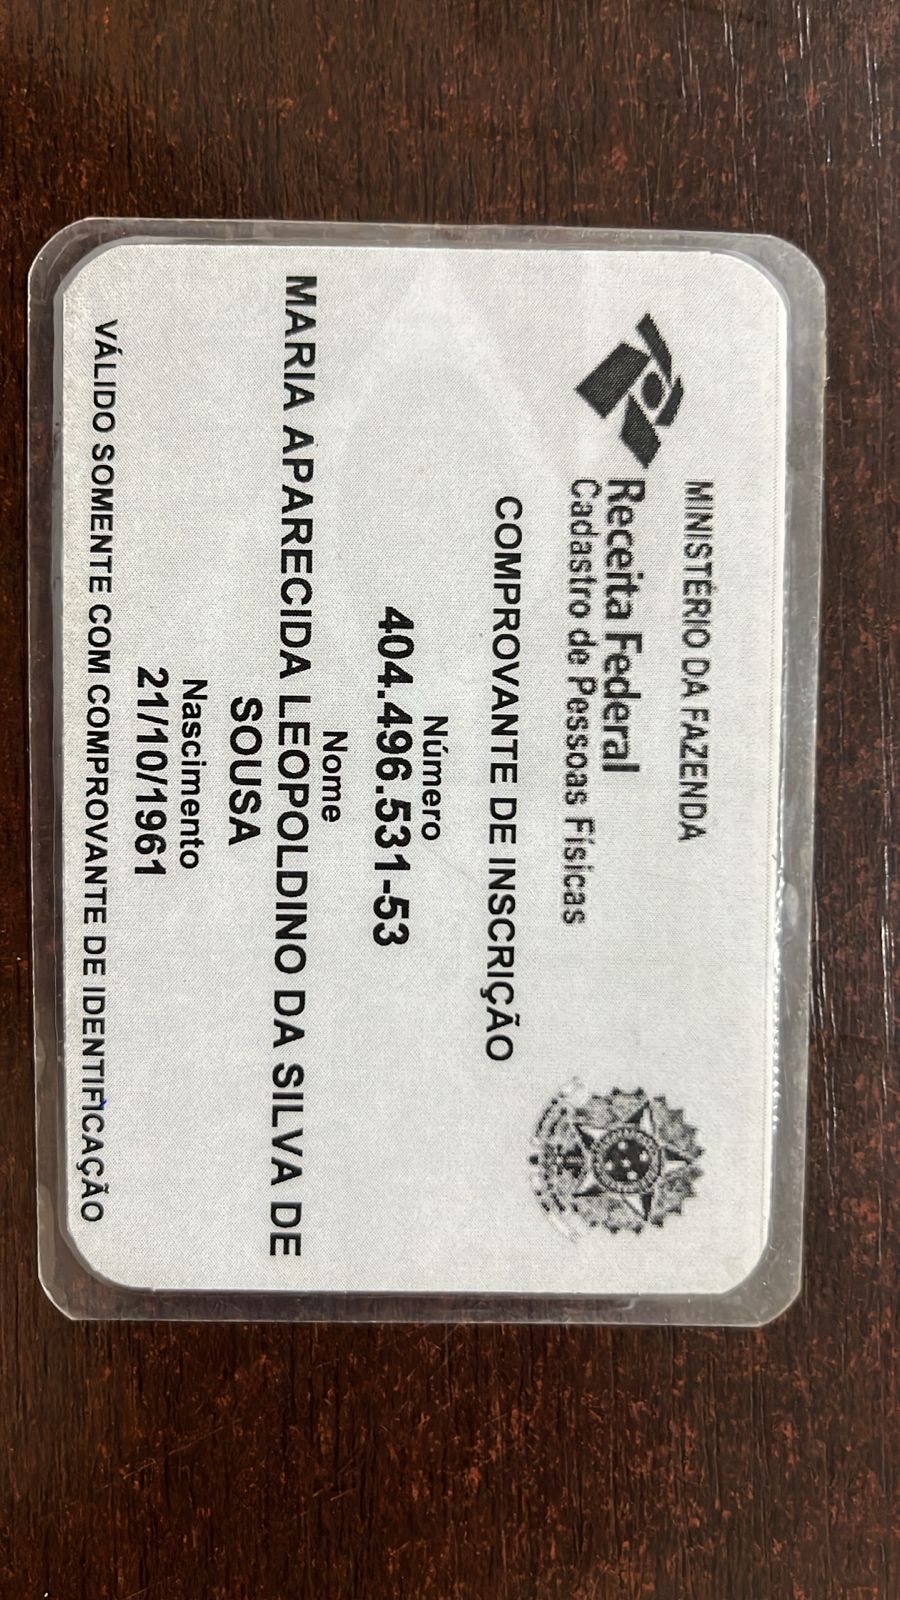 MINISTÉRIO DA FAZENDA
Receita Federal
Cadastro de Pessoas Físicas
COMPROVANTE DE INSCRIÇÃO
Número
404.496.531-53
Nome
MARIA APARECIDA LEOPOLDINO DA SILVA DE
SOUSA
Nascimento
21/10/1961
VÁLIDO SOMENTE COM COMPROVANTE DE IDENTIFICAÇÃO